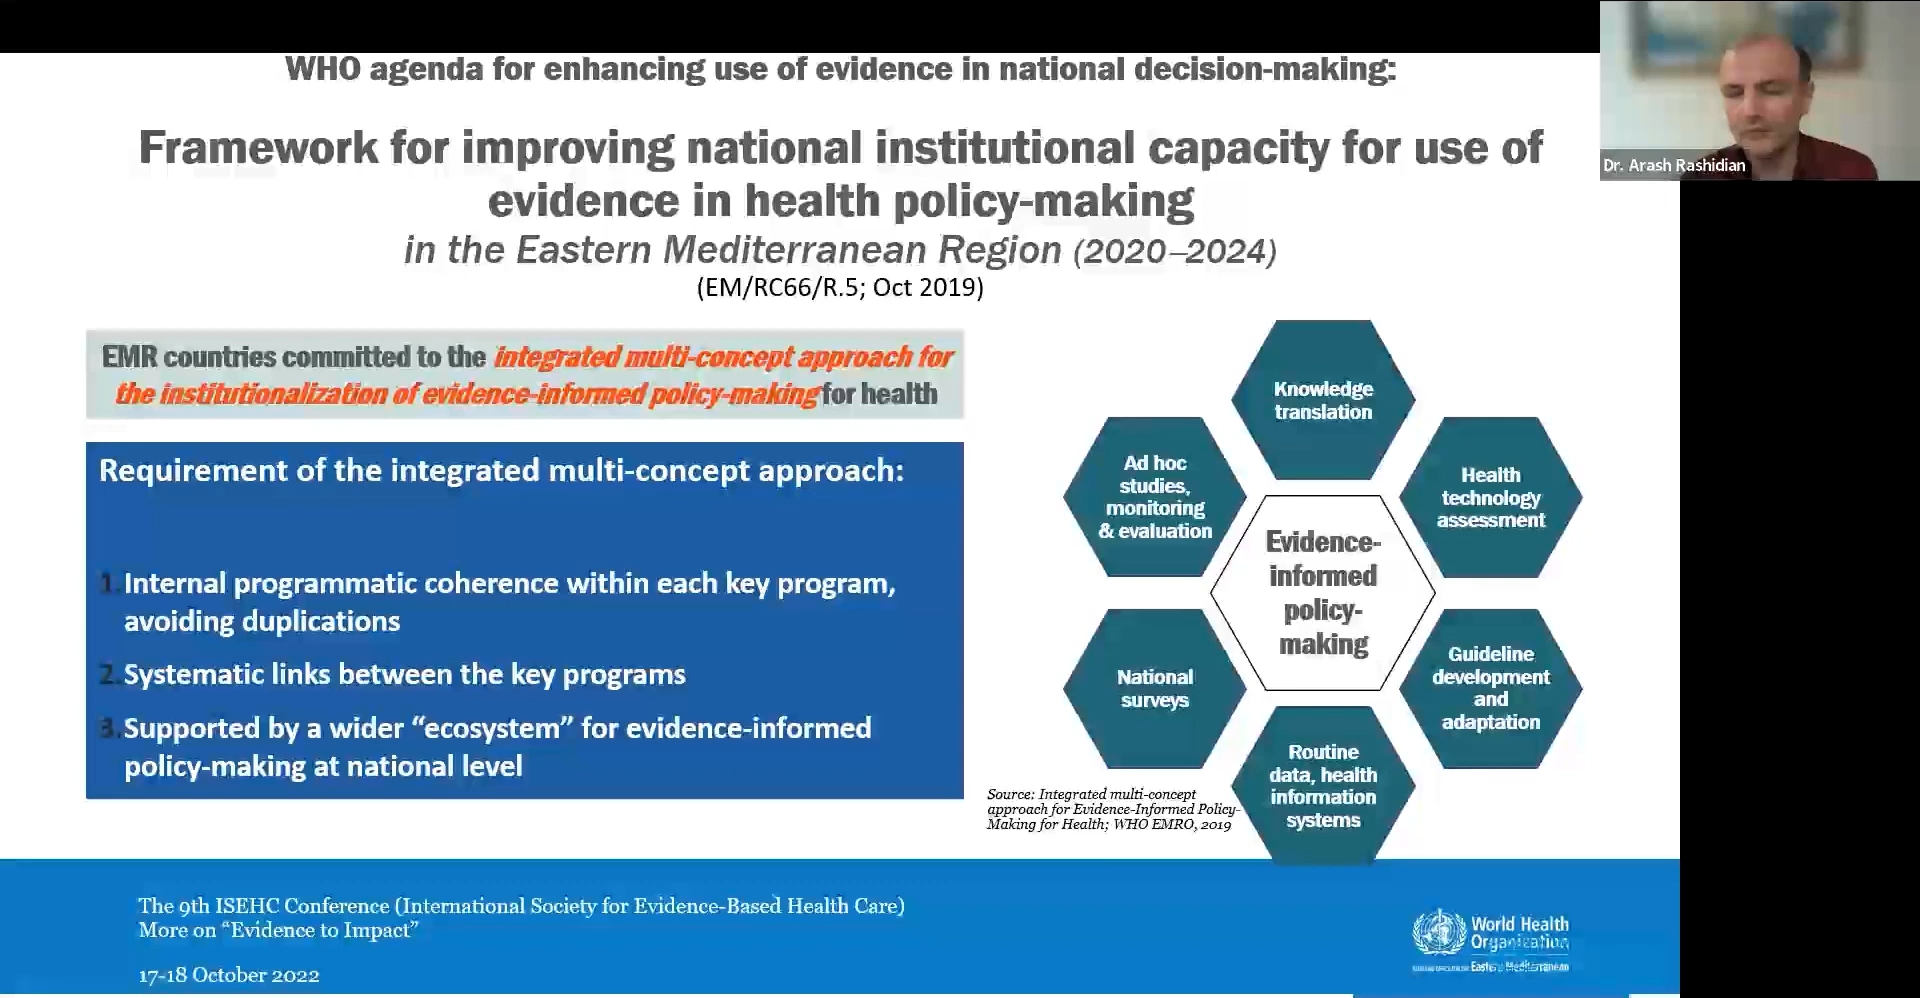 WHO agenda for enhancing use of evidence in national decision-making:
Framework for improving national institutional capacity for use of
evidence in health policy-making
in the Eastern Mediterranean Region (2020–2024)
(EM/RC66/R.5; Oct 2019)
Dr. Arash Rashidian
EMR countries committed to the integrated multi-concept approach for
the institutionalization of evidence-informed policy-making for health
Requirement of the integrated multi-concept approach:
1. Internal programmatic coherence within each key program,
avoiding duplications
2. Systematic links between the key programs
3. Supported by a wider “ecosystem” for evidence-informed
policy-making at national level
Knowledge
translation
Health
technology
assessment
Guideline
development
and
adaptation
Routine
data, health
information
systems
National
surveys
Ad hoc
studies,
monitoring
& evaluation
Evidence-
informed
policy-
making
Source: Integrated multi-concept
approach for Evidence-Informed Policy-
Making for Health; WHO EMRO, 2019
The 9th ISEHC Conference (International Society for Evidence-Based Health Care)
More on “Evidence to Impact”
17-18 October 2022
World Health
Organization
Eastern Mediterranean